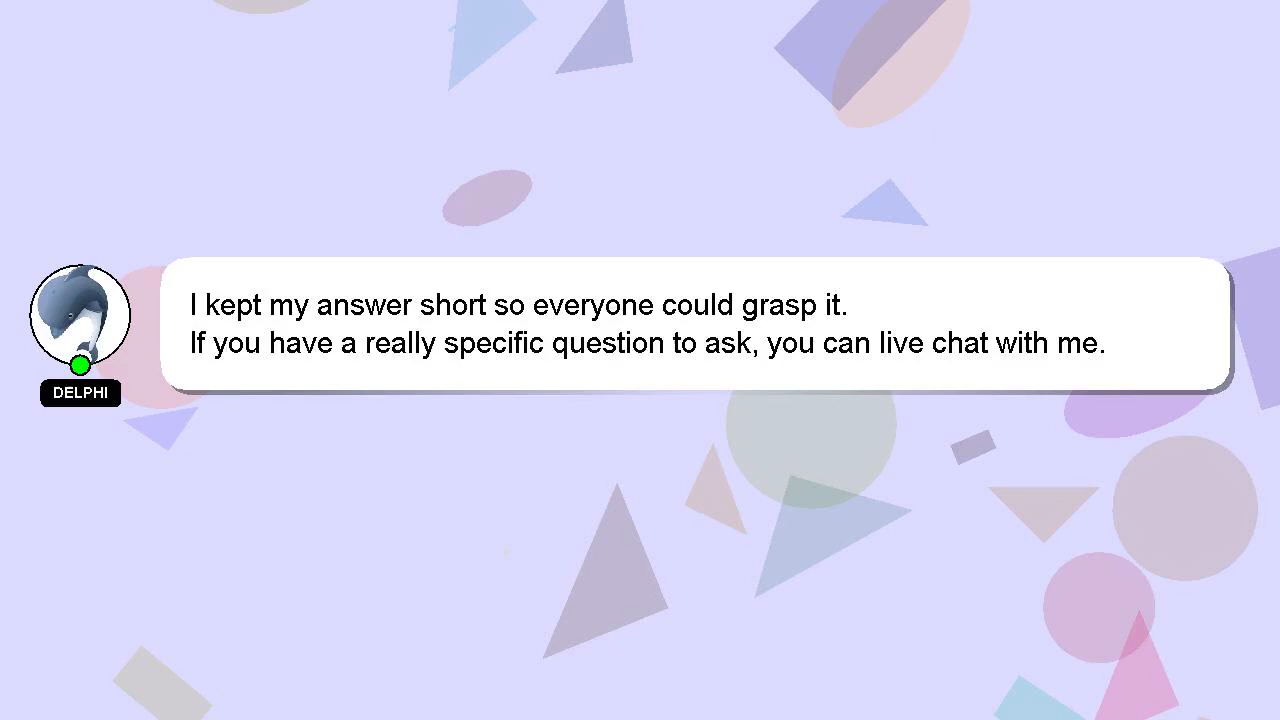 I kept my answer short so everyone could grasp it.
If you have a really specific question to ask, you can live chat with me.
DELPHI